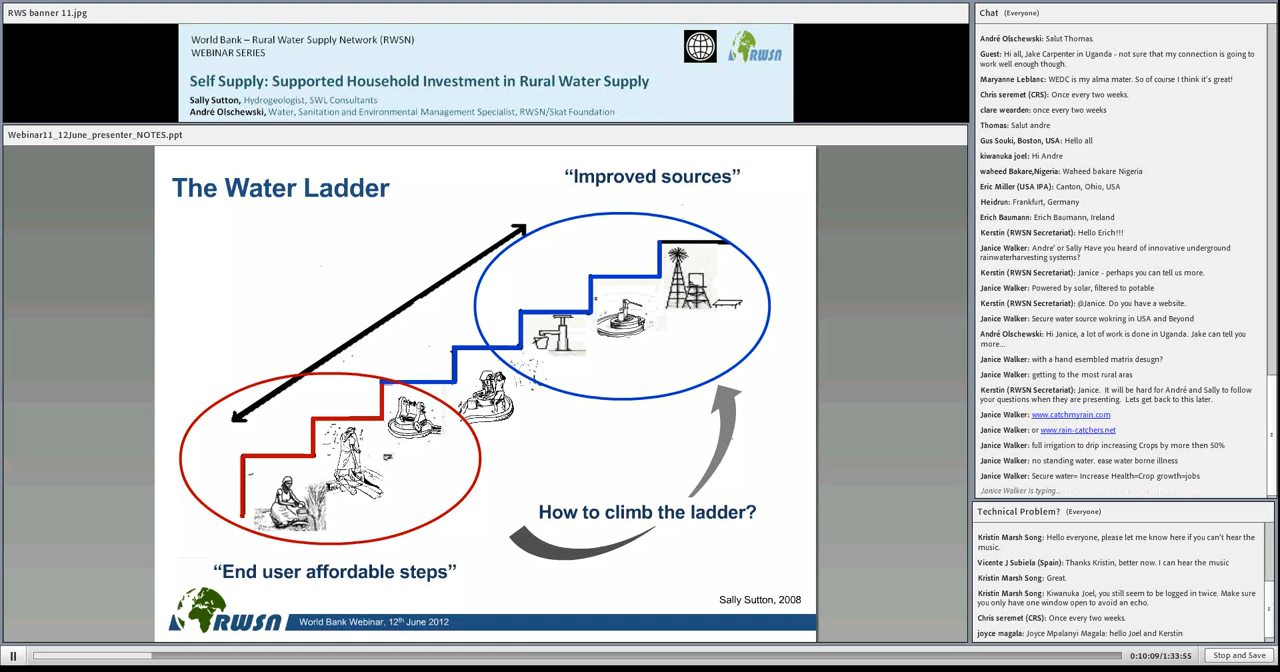 RWS banner 11.jpg
World Bank – Rural Water Supply Network (RWSN)
WEBINAR SERIES
RWSN
Self Supply: Supported Household Investment in Rural Water Supply
Sally Sutton, Hydrogeologist, SWL Consultants
André Olschewski, Water, Sanitation and Environmental Management Specialist, RWSN/Skat Foundation
Webinar11_12June_presenter_NOTES.ppt
The Water Ladder
“Improved sources”
How to climb the ladder?
“End user affordable steps”
Sally Sutton, 2008
RWSN
World Bank Webinar, 12th June 2012
Chat (Everyone)
André Olschewski: Salut Thomas.
Guest: Hi all, Jake Carpenter in Uganda - not sure that my connection is going to
work well enough though.
Maryanne Leblanc: WEDC is my alma mater. So of course I think it's great!
Chris seremet (CRS): Once every two weeks.
clare wearden: once every two weeks
Thomas: Salut andre
Gus Souki, Boston, USA: Hello all
kiwanuka joel: Hi Andre
waheed Bakare,Nigeria: Waheed bakare Nigeria
Eric Miller (USA IPA): Canton, Ohio, USA
Heidrun: Frankfurt, Germany
Erich Baumann: Erich Baumann, Ireland
Kerstin (RWSN Secretariat): Hello Erich!!!
Janice Walker: Andre' or Sally Have you heard of innovative underground
rainwaterharvesting systems?
Kerstin (RWSN Secretariat): Janice - perhaps you can tell us more.
Janice Walker: Powered by solar, filtered to potable
Kerstin (RWSN Secretariat): @Janice. Do you have a website.
Janice Walker: Secure water source wokring in USA and Beyond
André Olschewski: Hi Janice, a lot of work is done in Uganda. Jake can tell you
more...
Janice Walker: with a hand esembled matrix desugn?
Janice Walker: getting to the most rural aras
Kerstin (RWSN Secretariat): Janice. It will be hard for André and Sally to follow
your questions when they are presenting. Lets get back to this later.
Janice Walker: www.catchmyrain.com
Janice Walker: or www.rain-catchers.net
Janice Walker: full irrigation to drip increasing Crops by more then 50%
Janice Walker: no standing water. ease water borne illness
Janice Walker: Secure water= Increase Health=Crop growth=jobs
Janice Walker is typing...
Technical Problem? (Everyone)
Kristin Marsh Song: Hello everyone, please let me know here if you can't hear the
music.
Vicente J Subiela (Spain): Thanks Kristin, better now. I can hear the music
Kristin Marsh Song: Great.
Kristin Marsh Song: Kiwanuka Joel, you still seem to be logged in twice. Make sure
you only have one window open to avoid an echo.
Chris seremet (CRS): Once every two weeks.
joyce magala: Joyce Mpalanyi Magala: hello Joel and Kerstin
0:10:09/1:33:55
Stop and Save